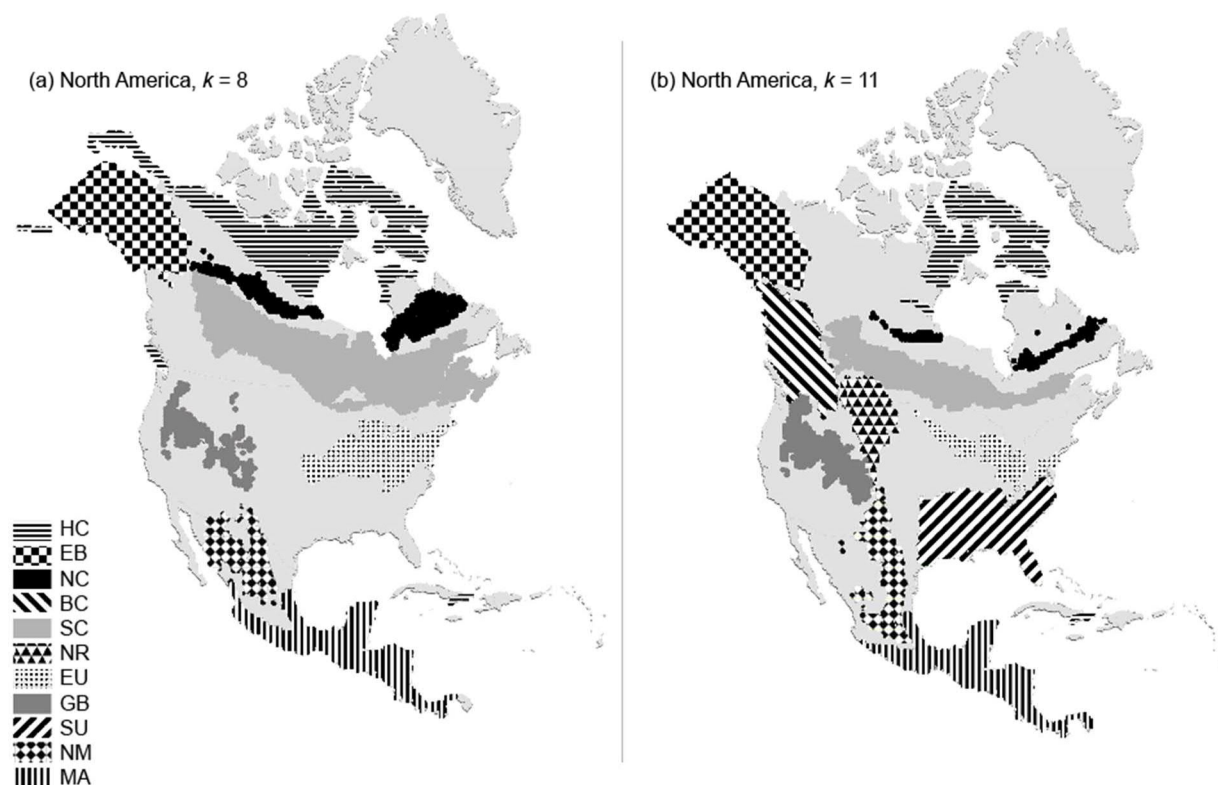 (a) North America, k = 8
(b) North America, k = 11
HC
EB
NC
BC
SC
NR
EU
GB
SU
NM
MA